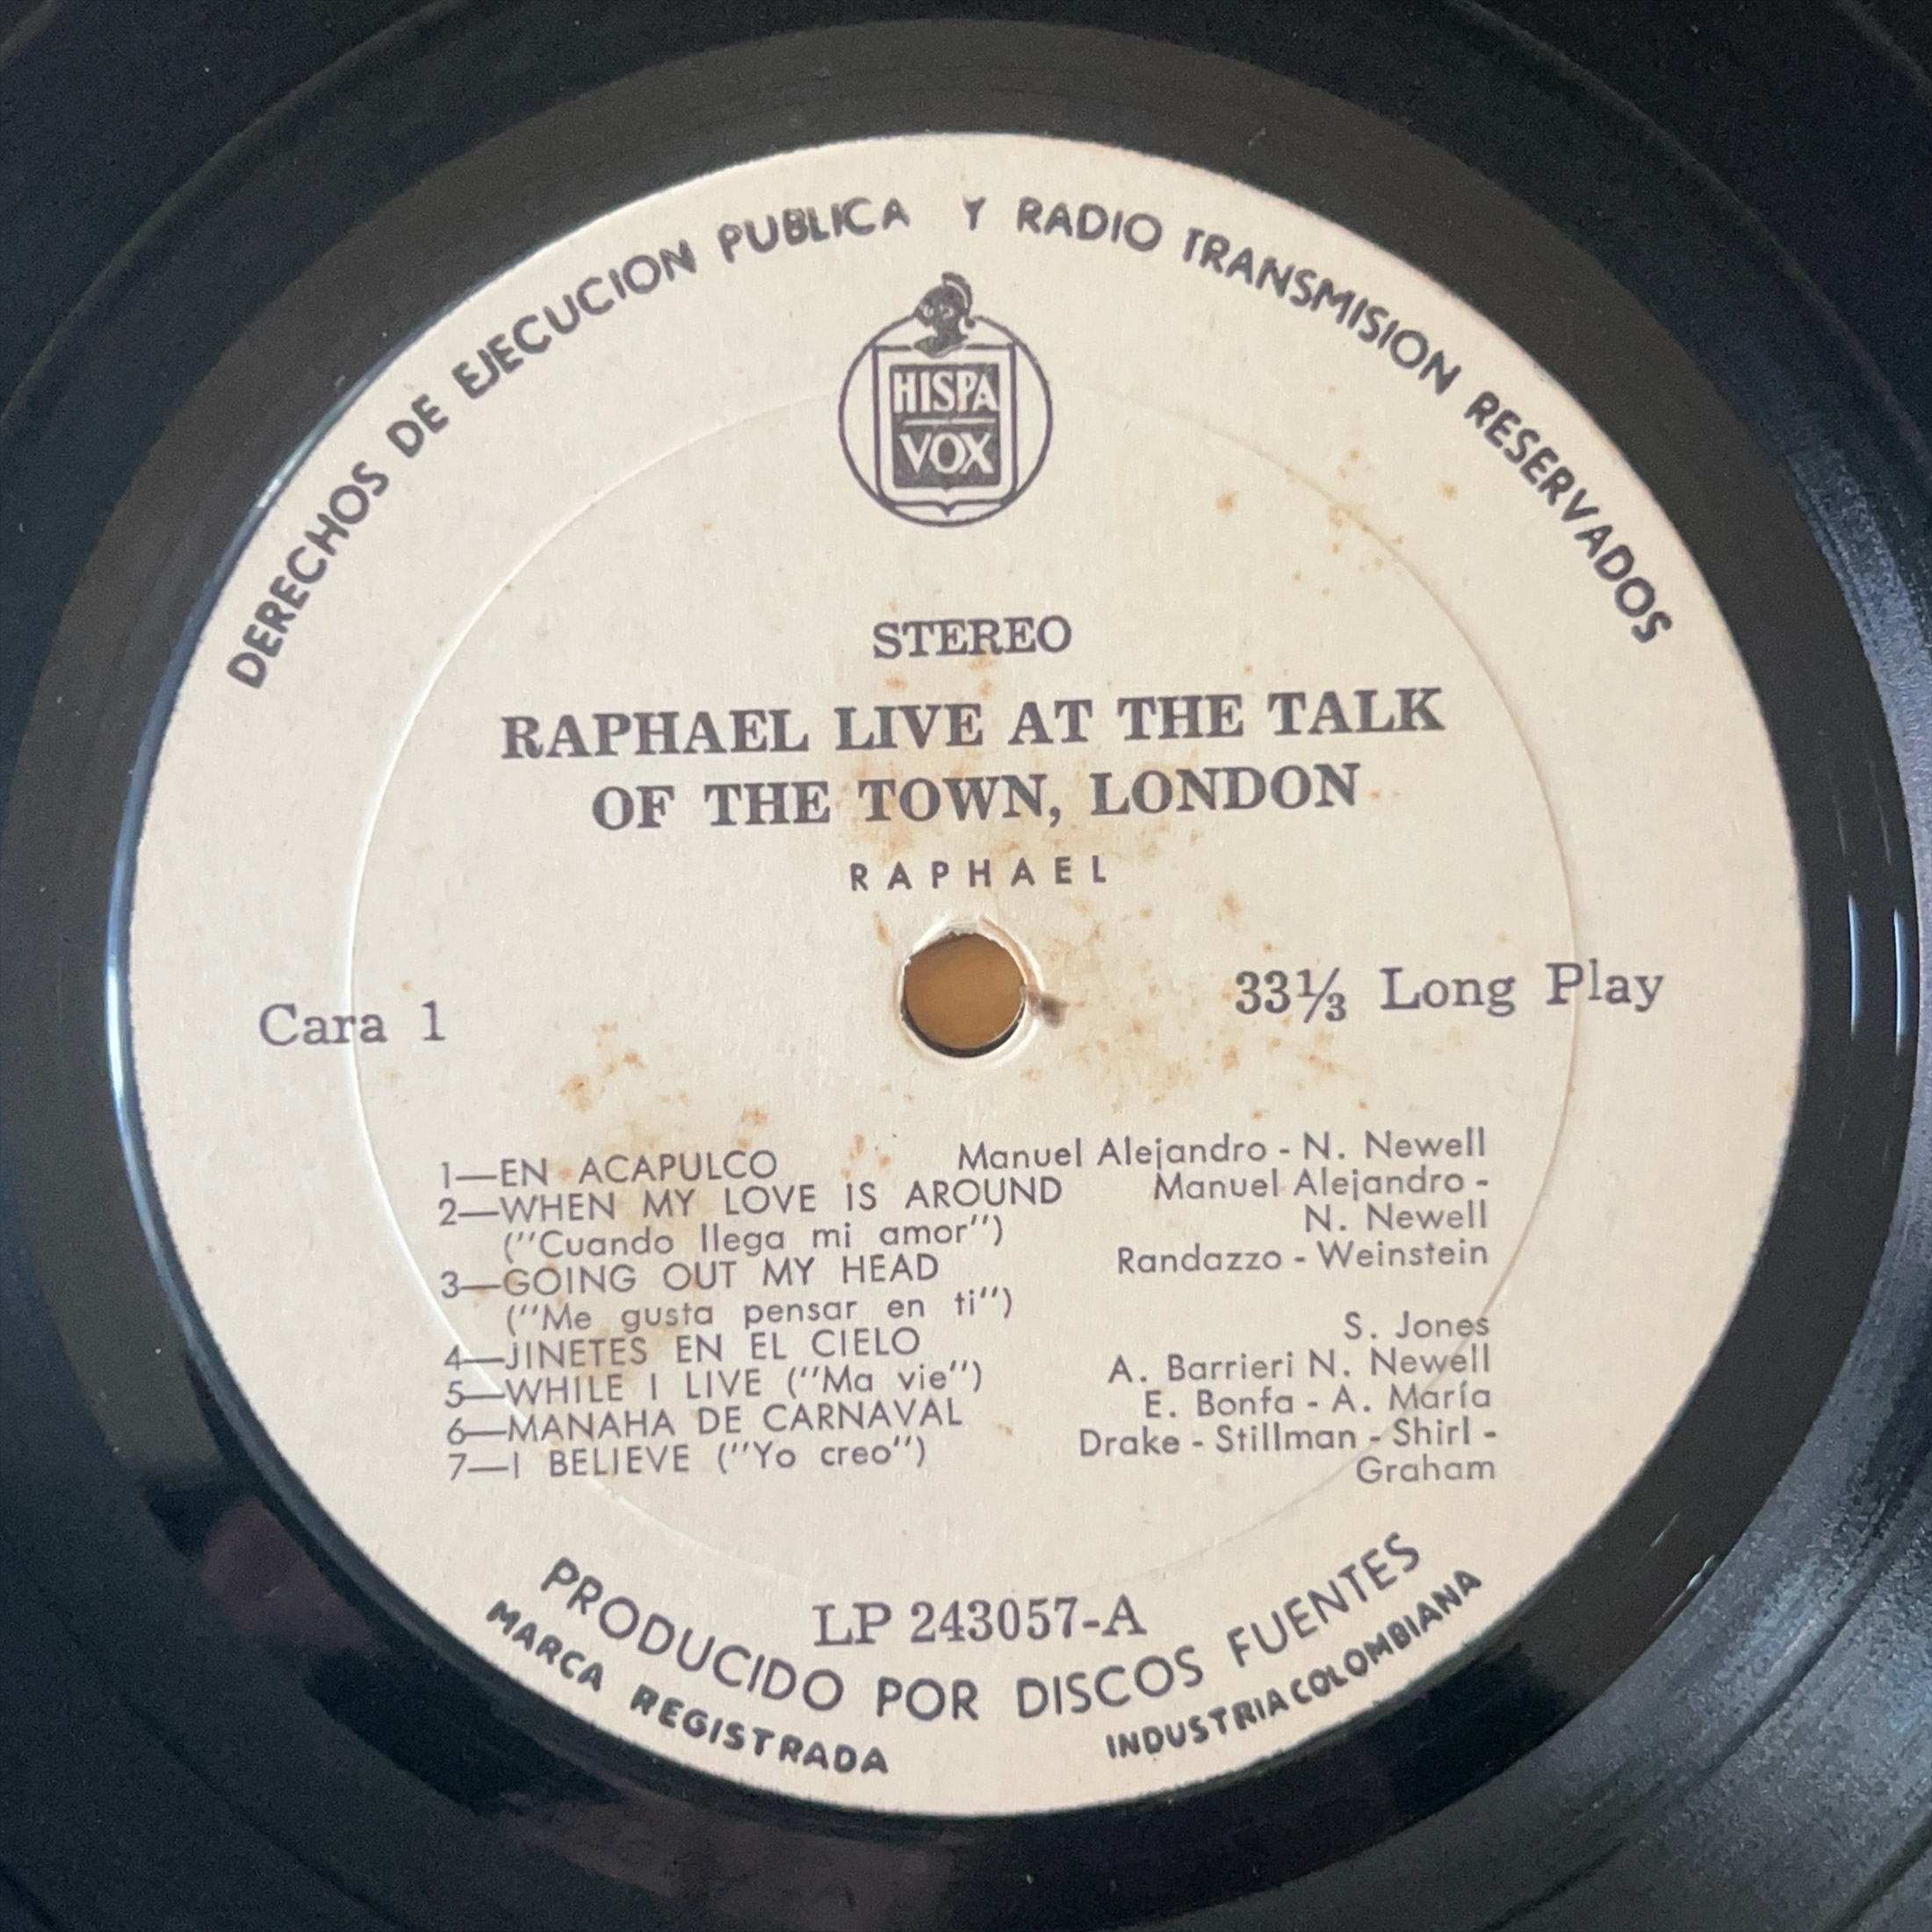 DERECHOS DE EJECUCION PUBLICA Y RADIO TRANSMISION RESERVADOS
HISPA
VOX
STEREO
RAPHAEL LIVE AT THE TALK
OF THE TOWN, LONDON
RAPHAEL
Cara 1
33⅓ Long Play
1—EN ACAPULCO Manuel Alejandro - N. Newell
2—WHEN MY LOVE IS AROUND Manuel Alejandro -
("Cuando llega mi amor") N. Newell
3—GOING OUT MY HEAD Randazzo - Weinstein
("Me gusta pensar en ti")
4—JINETES EN EL CIELO S. Jones
5—WHILE I LIVE ("Ma vie") A. Barrieri N. Newell
6—MANAHA DE CARNAVAL E. Bonfa - A. María
7—I BELIEVE ("Yo creo") Drake - Stillman - Shirl -
Graham
LP 243057-A
PRODUCIDO POR DISCOS FUENTES
MARCA REGISTRADA INDUSTRIA COLOMBIANA